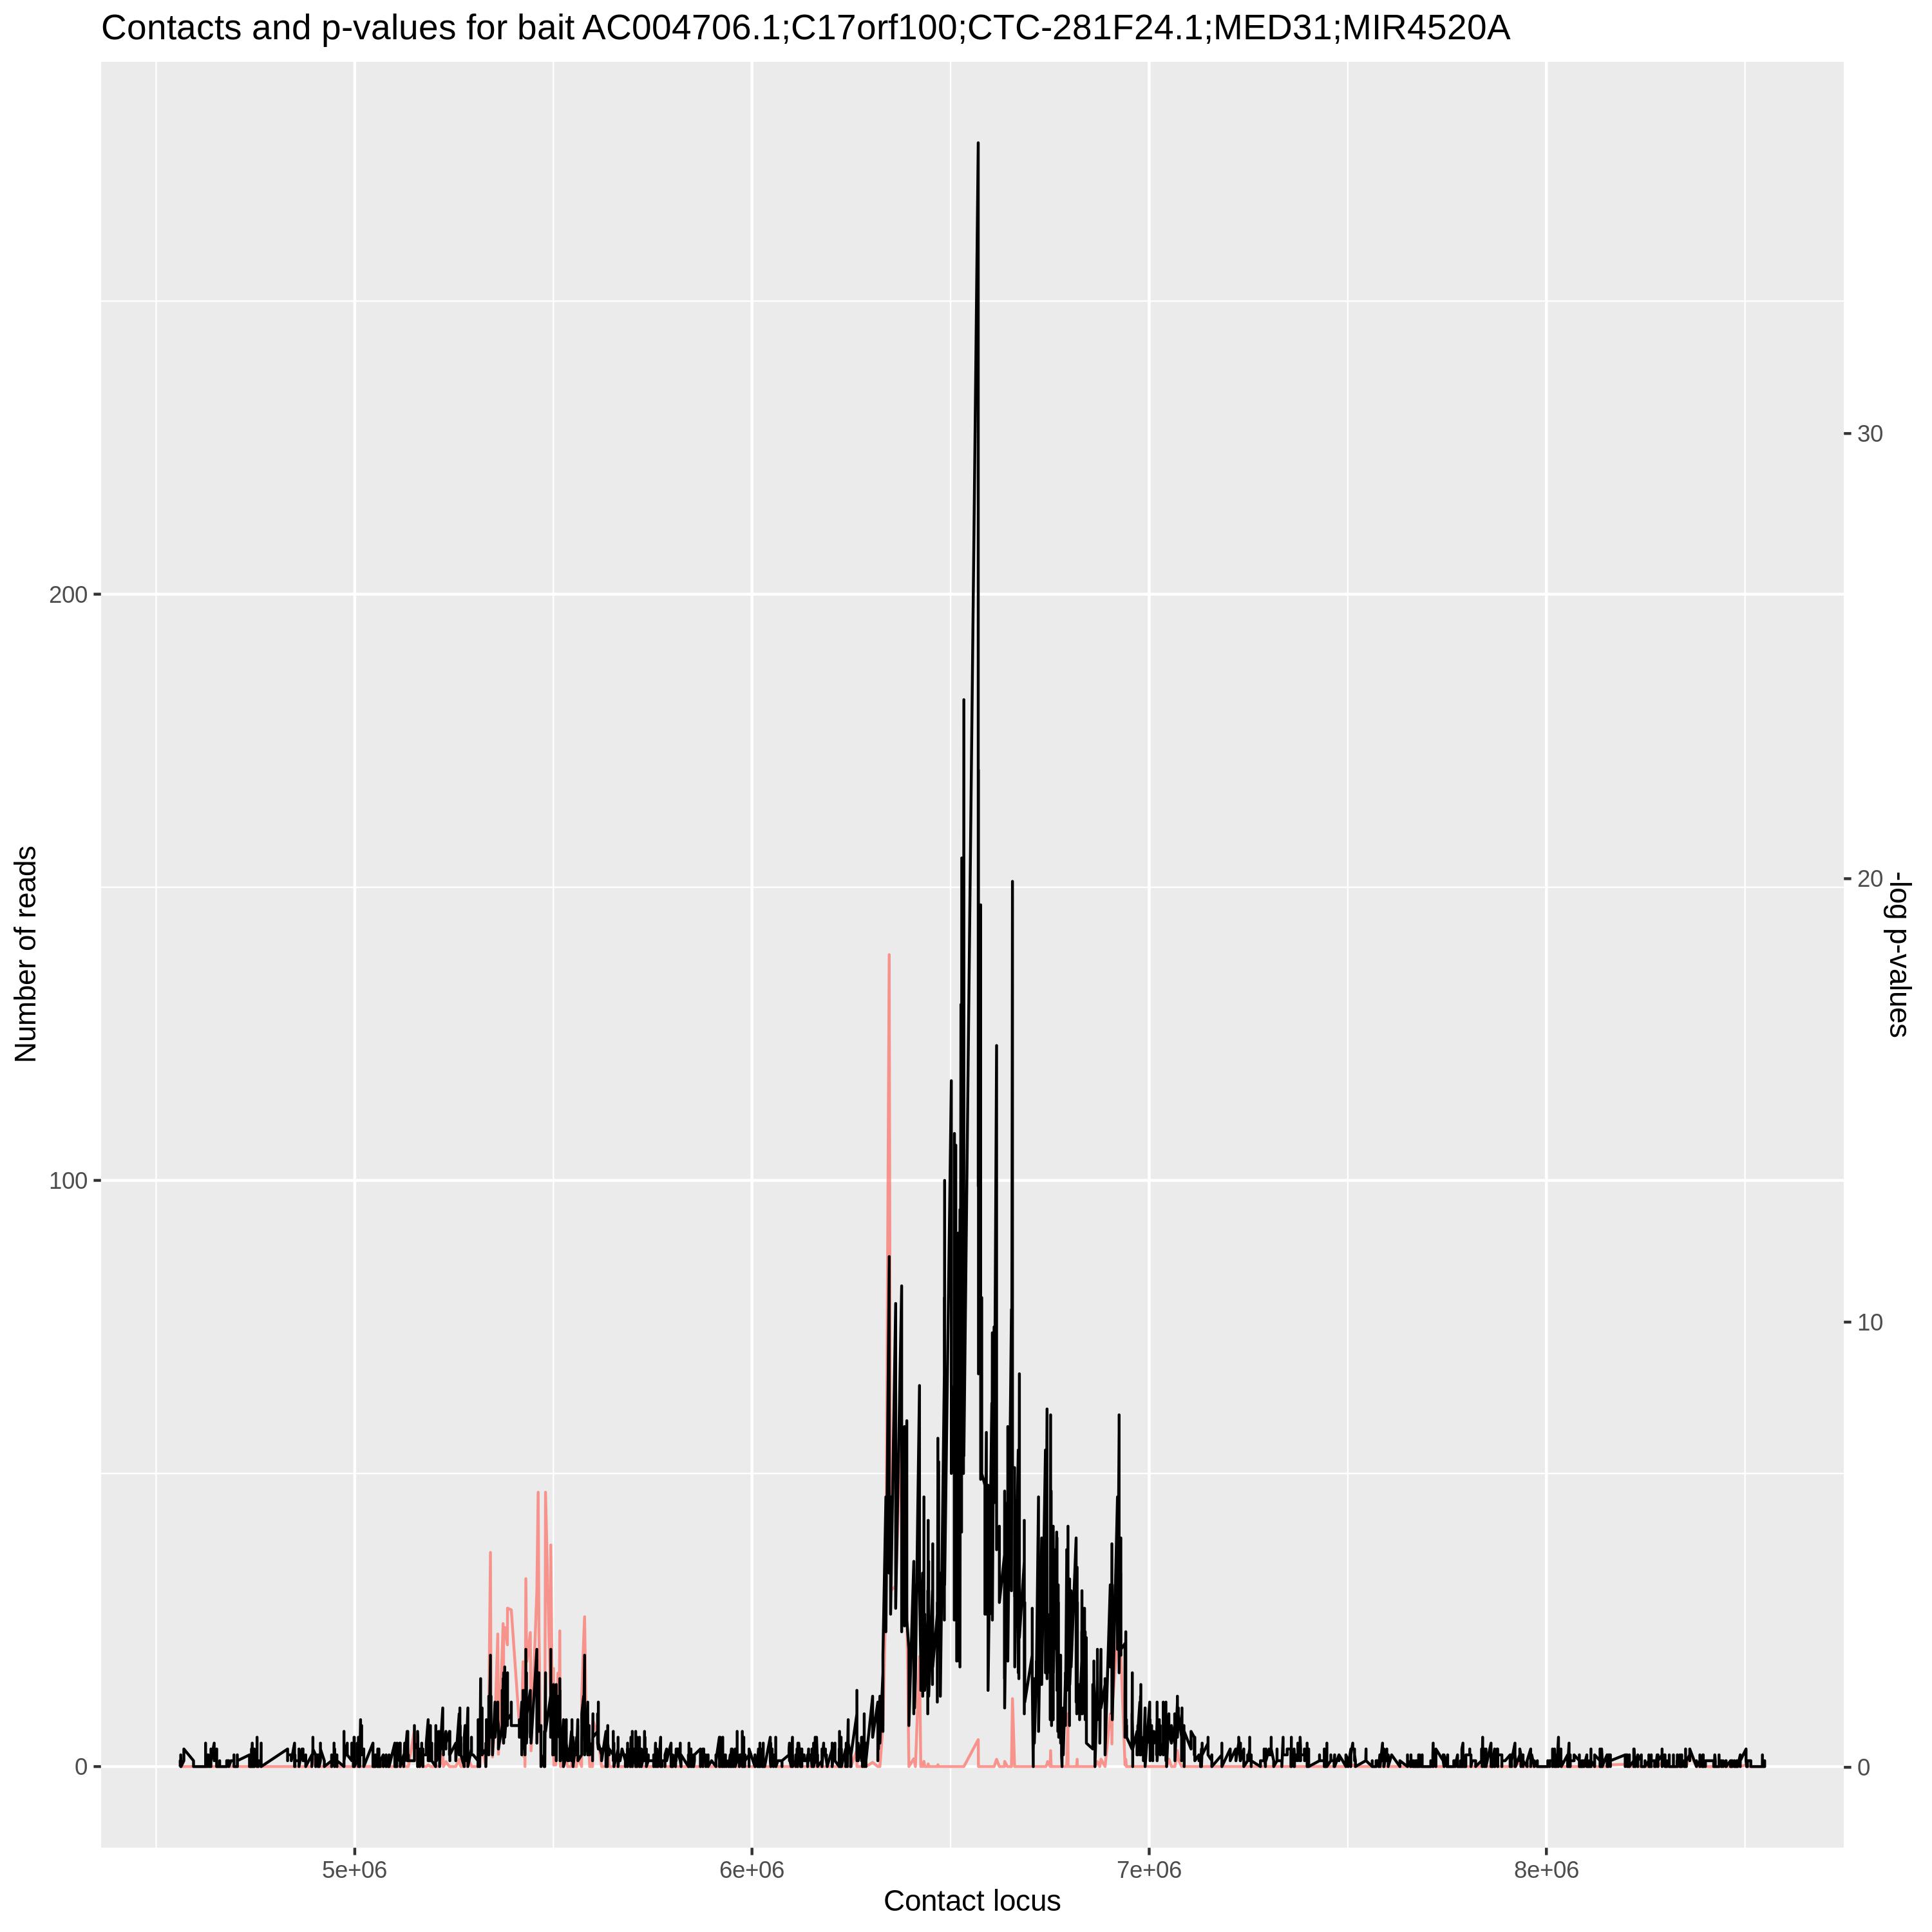 Contacts and p-values for bait AC004706.1;C17orf100;CTC-281F24.1;MED31;MIR4520A
Number of reads
200
100
0
30
20
10
0
-log p-values
5e+06
6e+06
7e+06
8e+06
Contact locus